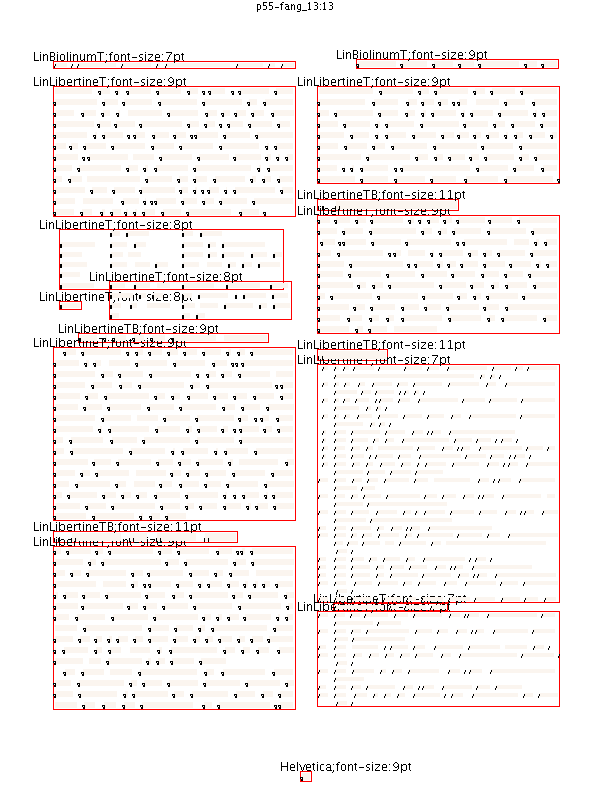 p55-fang_13:13
LinBiolinumT;font-size:7pt
LinBiolinumT;font-size:9pt
LinLibertineT;font-size:9pt
LinLibertineT;font-size:9pt
LinLibertineTB;font-size:11pt
LinLibertineT;font-size:9pt
LinLibertineT;font-size:8pt
LinLibertineT;font-size:8pt
LinLibertineT;font-size:8pt
LinLibertineTB;font-size:9pt
LinLibertineT;font-size:9pt
LinLibertineTB;font-size:11pt
LinLibertineT;font-size:7pt
LinLibertineTB;font-size:11pt
LinLibertineT;font-size:9pt
LinLibertineT;font-size:7pt
LinLibertineT;font-size:7pt
Helvetica;font-size:9pt